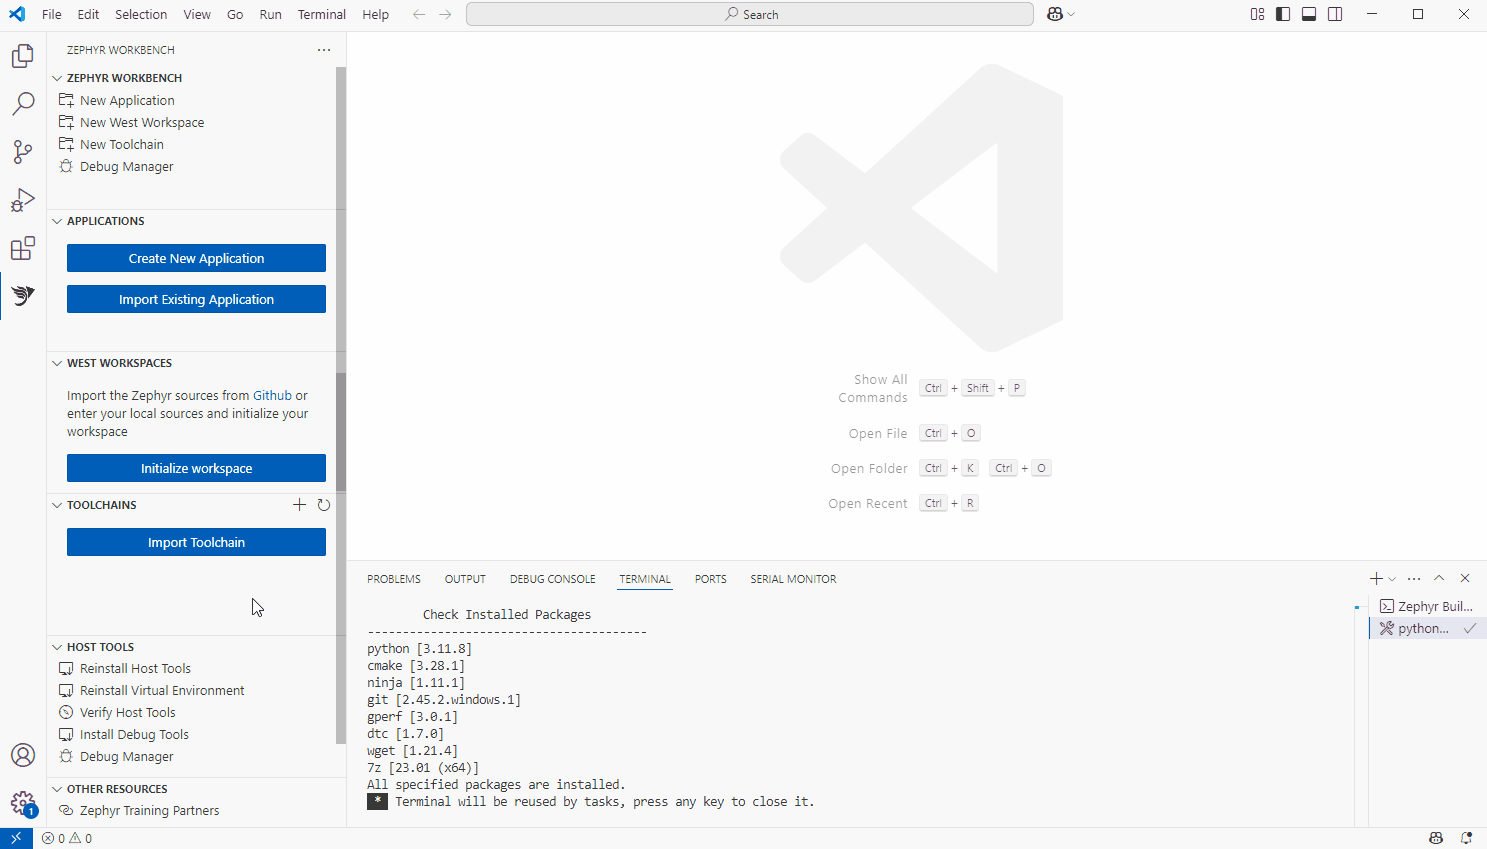 File Edit Selection View Go Run Terminal Help
Search
ZEPHYR WORKBENCH
ZEPHYR WORKBENCH
New Application
New West Workspace
New Toolchain
Debug Manager
APPLICATIONS
Create New Application
Import Existing Application
WEST WORKSPACES
Import the Zephyr sources from Github or
enter your local sources and initialize your
workspace
Initialize workspace
TOOLCHAINS
Import Toolchain
HOST TOOLS
Reinstall Host Tools
Reinstall Virtual Environment
Verify Host Tools
Install Debug Tools
Debug Manager
OTHER RESOURCES
Zephyr Training Partners
1
Show All
Commands Ctrl + Shift + P
Open File Ctrl + O
Open Folder Ctrl + K Ctrl + O
Open Recent Ctrl + R
PROBLEMS OUTPUT DEBUG CONSOLE TERMINAL PORTS SERIAL MONITOR
Check Installed Packages
----------------------------------------
python [3.11.8]
cmake [3.28.1]
ninja [1.11.1]
git [2.45.2.windows.1]
gperf [3.0.1]
dtc [1.7.0]
wget [1.21.4]
7z [23.01 (x64)]
All specified packages are installed.
* Terminal will be reused by tasks, press any key to close it.
Zephyr Buil...
python...
0 0